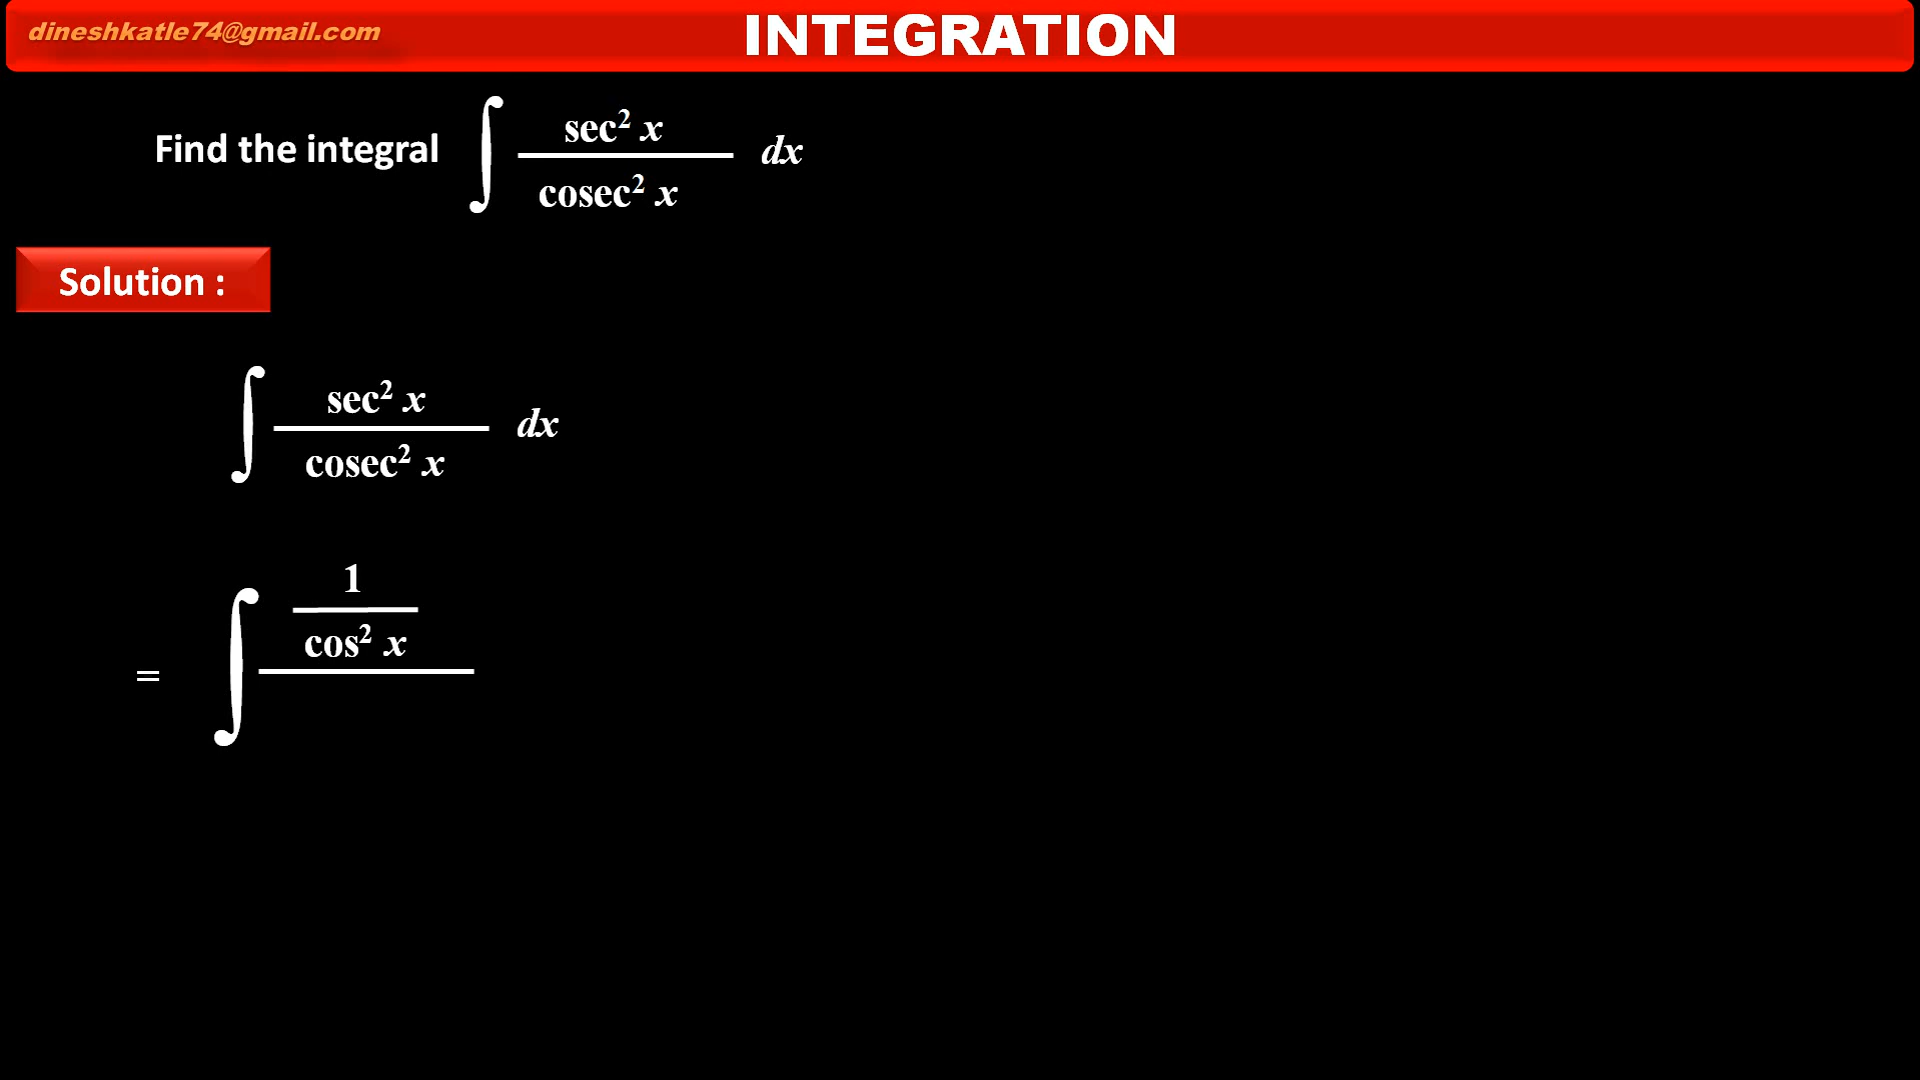 dineshkatle74@gmail.com
INTEGRATION
Find the integral ∫ sec² x / cosec² x dx
Solution :
∫ sec² x / cosec² x dx
= ∫ 1 / cos² x